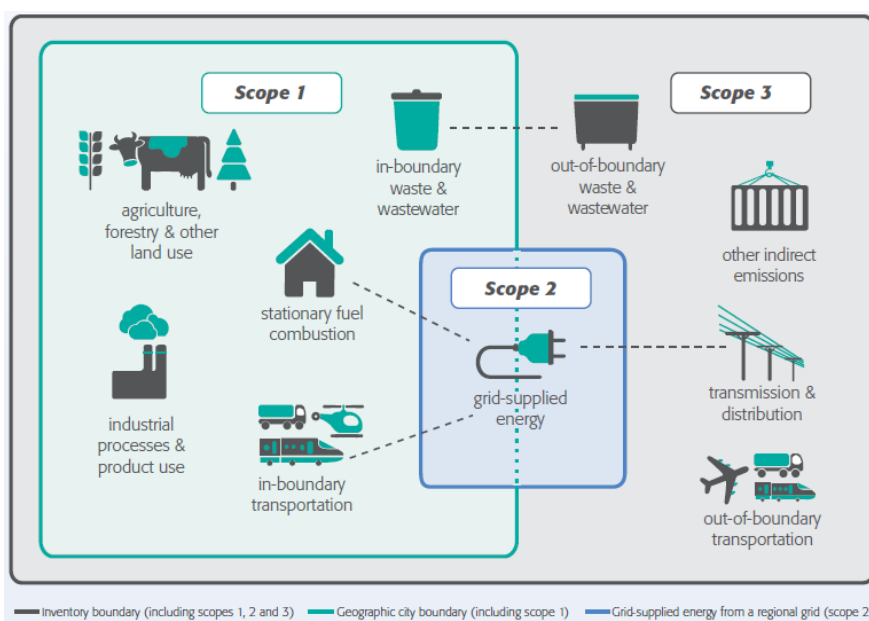 Scope 1
Scope 3
in-boundary
waste &
wastewater
out-of-boundary
waste &
wastewater
agriculture,
forestry & other
land use
other indirect
emissions
Scope 2
stationary fuel
combustion
grid-supplied
energy
transmission &
distribution
industrial
processes &
product use
in-boundary
transportation
out-of-boundary
transportation
Inventory boundary (including scopes 1, 2 and 3) Geographic city boundary (including scope 1) Grid-supplied energy from a regional grid (scope 2